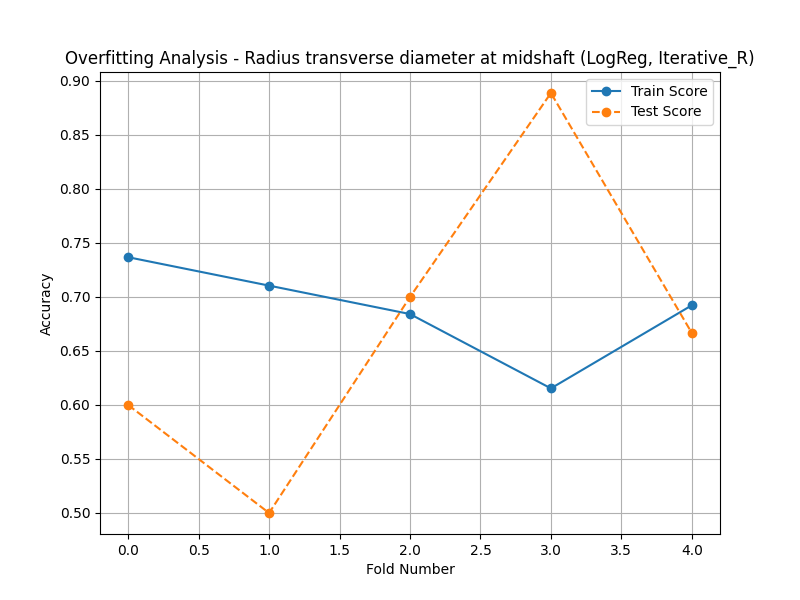 Overfitting Analysis - Radius transverse diameter at midshaft (LogReg, Iterative_R)
Train Score
Test Score
0.90
0.85
0.80
0.75
0.70
0.65
0.60
0.55
0.50
Accuracy
0.0 0.5 1.0 1.5 2.0 2.5 3.0 3.5 4.0
Fold Number